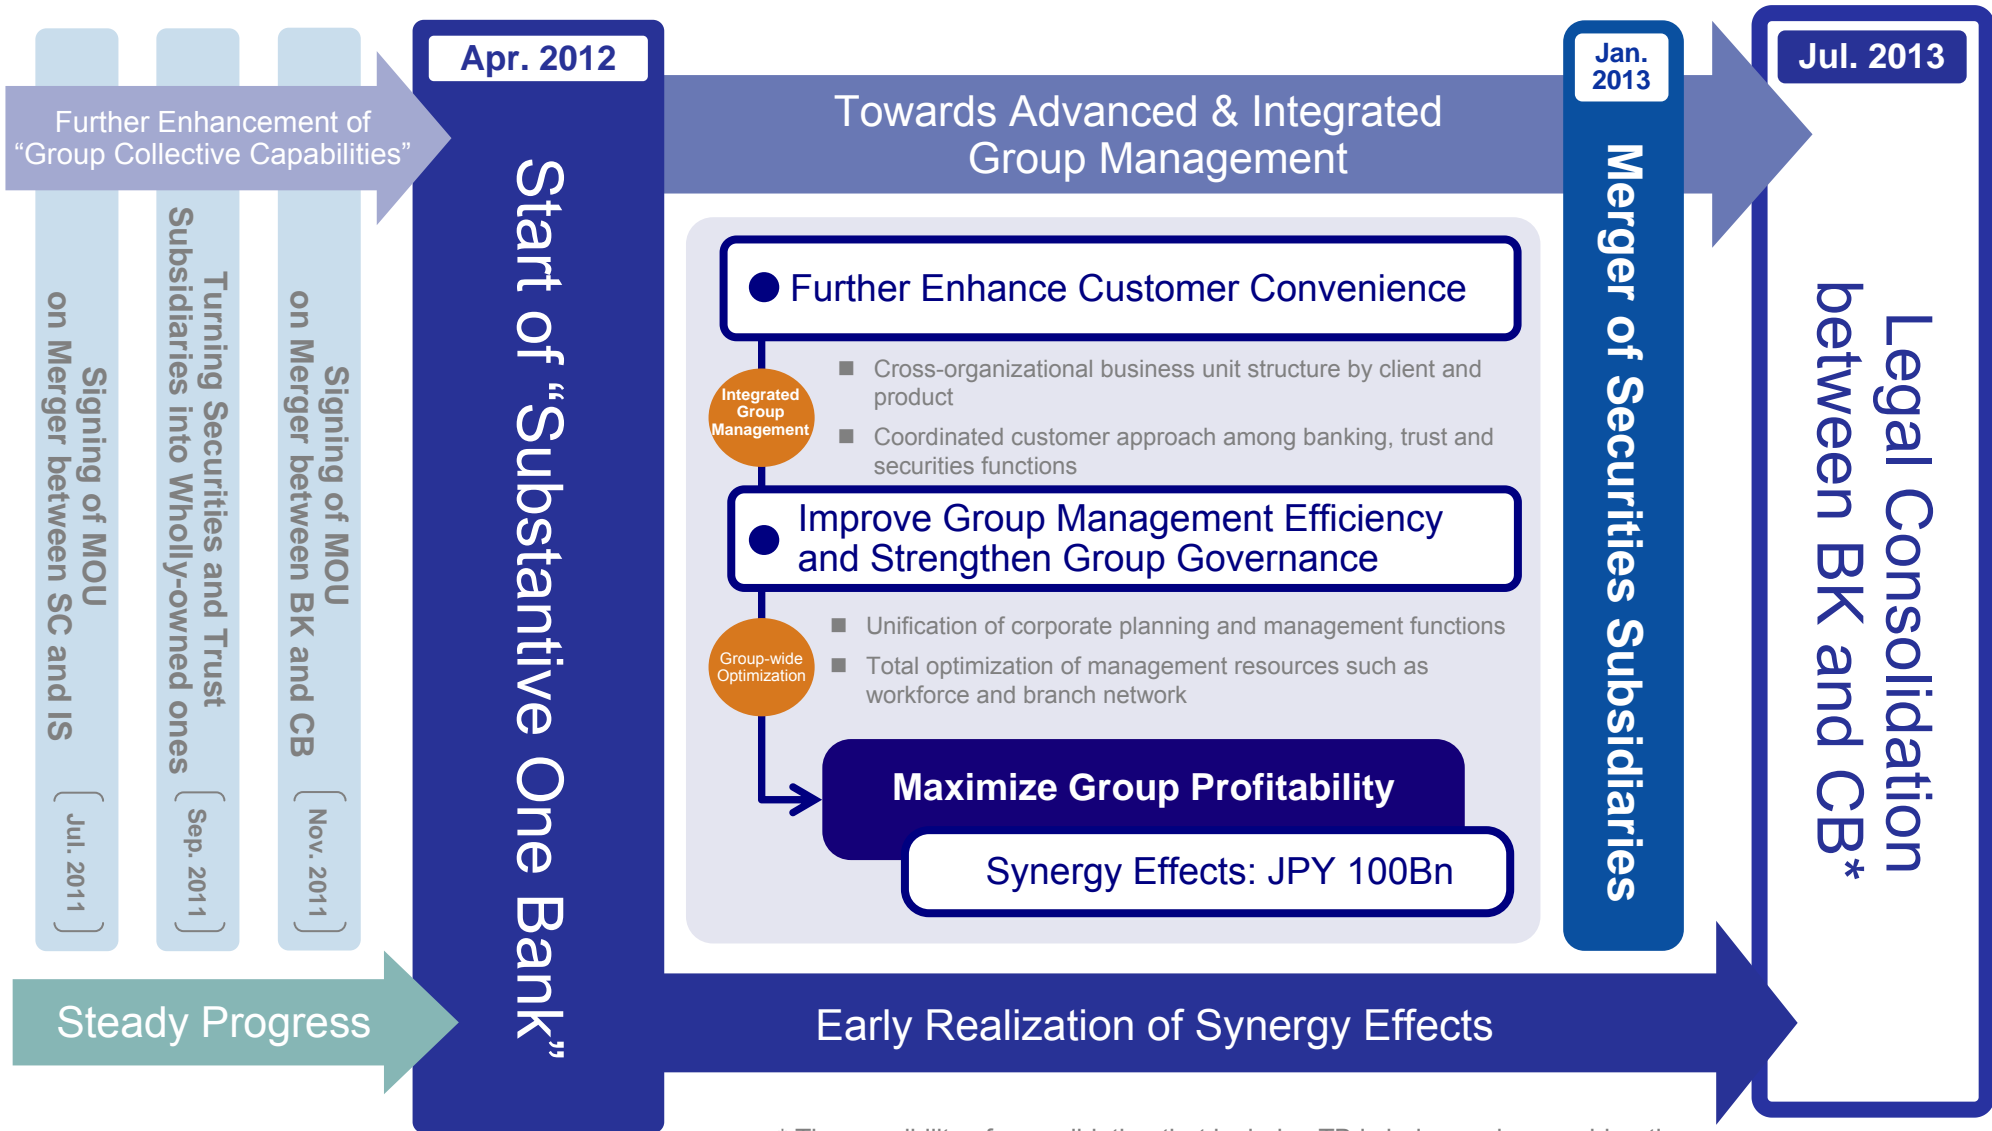 Further Enhancement of
“Group Collective Capabilities”
Signing of MOU
on Merger between SC and IS
Jul. 2011
Turning Securities and Trust
Subsidiaries into Wholly-owned ones
Sep. 2011
Signing of MOU
on Merger between BK and CB
Nov. 2011
Steady Progress
Apr. 2012
Start of “Substantive One Bank”
Towards Advanced & Integrated
Group Management
Further Enhance Customer Convenience
Integrated
Group
Management
Cross-organizational business unit structure by client and
product
Coordinated customer approach among banking, trust and
securities functions
Improve Group Management Efficiency
and Strengthen Group Governance
Group-wide
Optimization
Unification of corporate planning and management functions
Total optimization of management resources such as
workforce and branch network
Maximize Group Profitability
Synergy Effects: JPY 100Bn
Early Realization of Synergy Effects
Jan.
2013
Merger of Securities Subsidiaries
Jul. 2013
Legal Consolidation
between BK and CB*